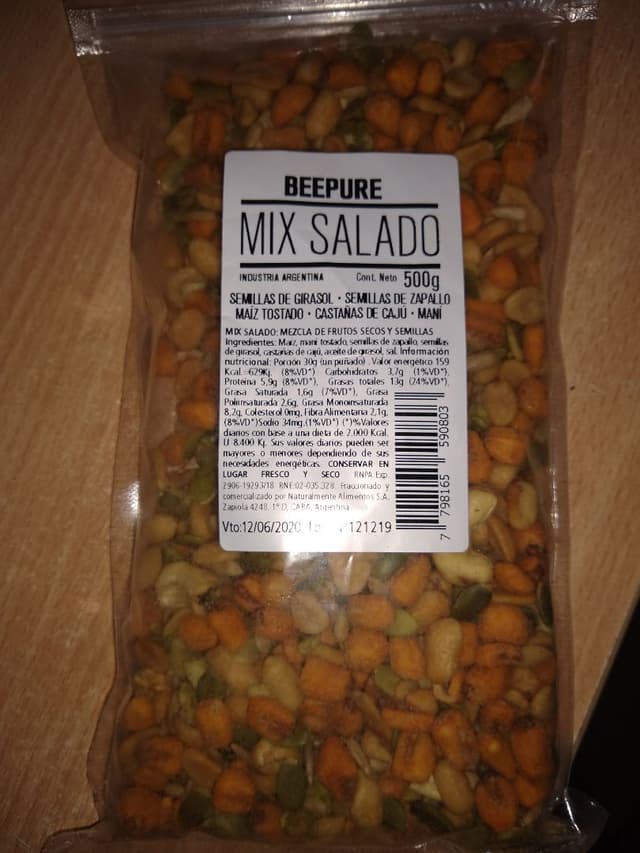 BEEPURE
MIX SALADO
INDUSTRIA ARGENTINA Cont. Neto 500g
SEMILLAS DE GIRASOL • SEMILLAS DE ZAPALLO
MAÍZ TOSTADO • CASTAÑAS DE CAJÚ • MANÍ
MIX SALADO: MEZCLA DE FRUTOS SECOS Y SEMILLAS
Ingredientes: Maíz, maní tostado, semillas de zapallo, semillas
de girasol, castañas de cajú, aceite de girasol, sal. Información
nutricional: Porción 30g (un puñado). Valor energético 159
Kcal =629Kj. (8%VD*) Carbohidratos 3,7g (1%VD*).
Proteína 5,9g (8%VD*), Grasas totales 13g (24%VD*).
Grasa Saturada 1,6g (7%VD*), Grasa
Poliinsaturada 2,6g, Grasa Monoinsaturada
8,2g, Colesterol 0mg, Fibra Alimentaria 2,1g,
(8%VD*)Sodio 34mg,(1%VD*) (*)%Valores
diarios con base a una dieta de 2.000 Kcal.
U 8.400 Kj. Sus valores diarios pueden ser
mayores o menores dependiendo de sus
necesidades energéticas. CONSERVAR EN
LUGAR FRESCO Y SECO RNPA Exp.
2906-19293/18 RNE:02-035.328. Fraccionado y
comercializado por Naturalmente Alimentos S.A.
Zapiola 4248, 1° D, CABA, Argentina
Vto:12/06/2020 121219
7 798165 590803